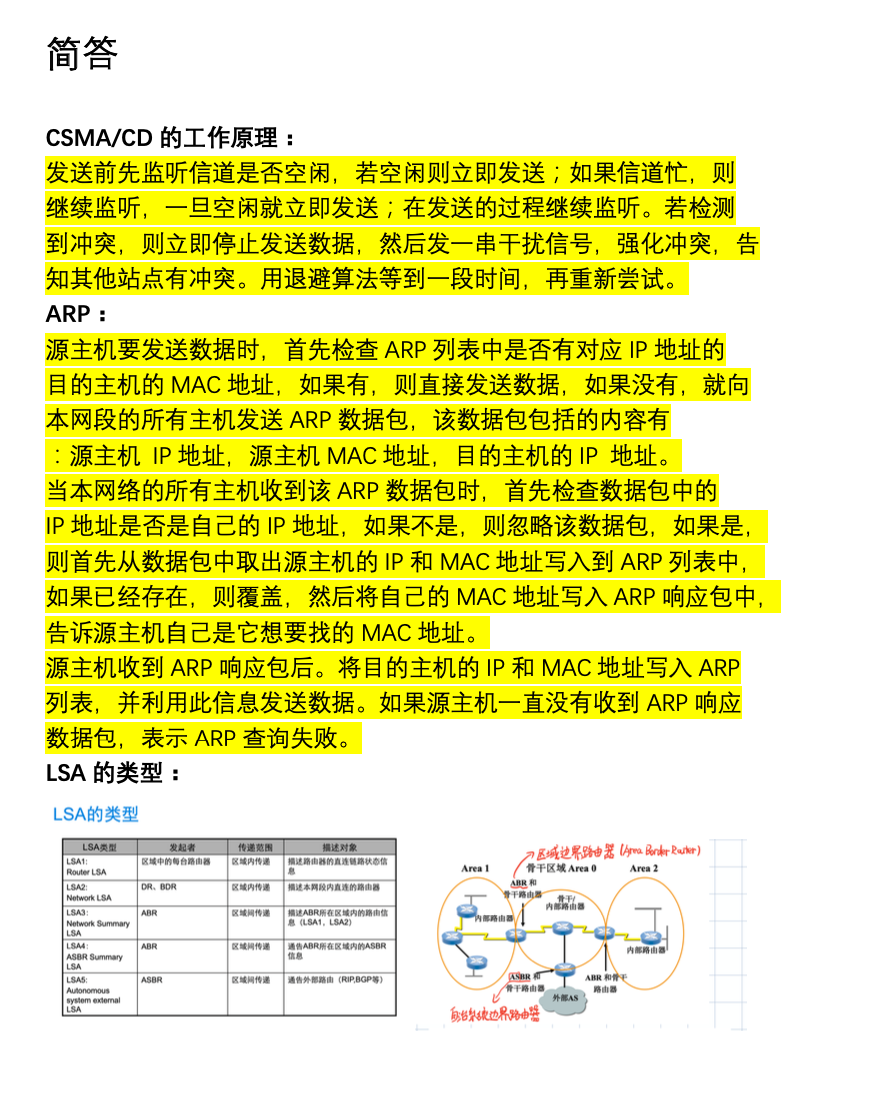 简答
CSMA/CD 的工作原理：
发送前先监听信道是否空闲，若空闲则立即发送；如果信道忙，则
继续监听，一旦空闲就立即发送；在发送的过程继续监听。若检测
到冲突，则立即停止发送数据，然后发一串干扰信号，强化冲突，告
知其他站点有冲突。用退避算法等到一段时间，再重新尝试。
ARP：
源主机要发送数据时，首先检查 ARP 列表中是否有对应 IP 地址的
目的主机的 MAC 地址，如果有，则直接发送数据，如果没有，就向
本网段的所有主机发送 ARP 数据包，该数据包包括的内容有
：源主机 IP 地址，源主机 MAC 地址，目的主机的 IP 地址。
当本网络的所有主机收到该 ARP 数据包时，首先检查数据包中的
IP 地址是否是自己的 IP 地址，如果不是，则忽略该数据包，如果是，
则首先从数据包中取出源主机的 IP 和 MAC 地址写入到 ARP 列表中，
如果已经存在，则覆盖，然后将自己的 MAC 地址写入 ARP 响应包中，
告诉源主机自己是它想要找的 MAC 地址。
源主机收到 ARP 响应包后。将目的主机的 IP 和 MAC 地址写入 ARP
列表，并利用此信息发送数据。如果源主机一直没有收到 ARP 响应
数据包，表示 ARP 查询失败。
LSA 的类型：
LSA的类型
LSA类型 发起者 传递范围 描述对象
LSA1: 区域中的每台路由器 区域内传递 描述路由器的直连链路状态信
Router LSA 息
LSA2: DR、BDR 区域内传递 描述本网段内直连的路由器
Network LSA
LSA3: ABR 区域间传递 描述ABR所在区域内的路由信
Network Summary 息（LSA1，LSA2）
LSA
LSA4: ABR 区域间传递 通告ABR所在区域内的ASBR
ASBR Summary 信息
LSA
LSA5: ASBR 区域间传递 通告外部路由（RIP,BGP等）
Autonomous
system external
LSA
区域边界路由器 (Area Border Router)
Area 1 骨干区域 Area 0 Area 2
ABR 和
骨干路由器
骨干/
内部路由器
内部路由器
内部路由器
ASBR 和
骨干路由器
ABR 和骨干
路由器
外部AS
自治系统边界路由器